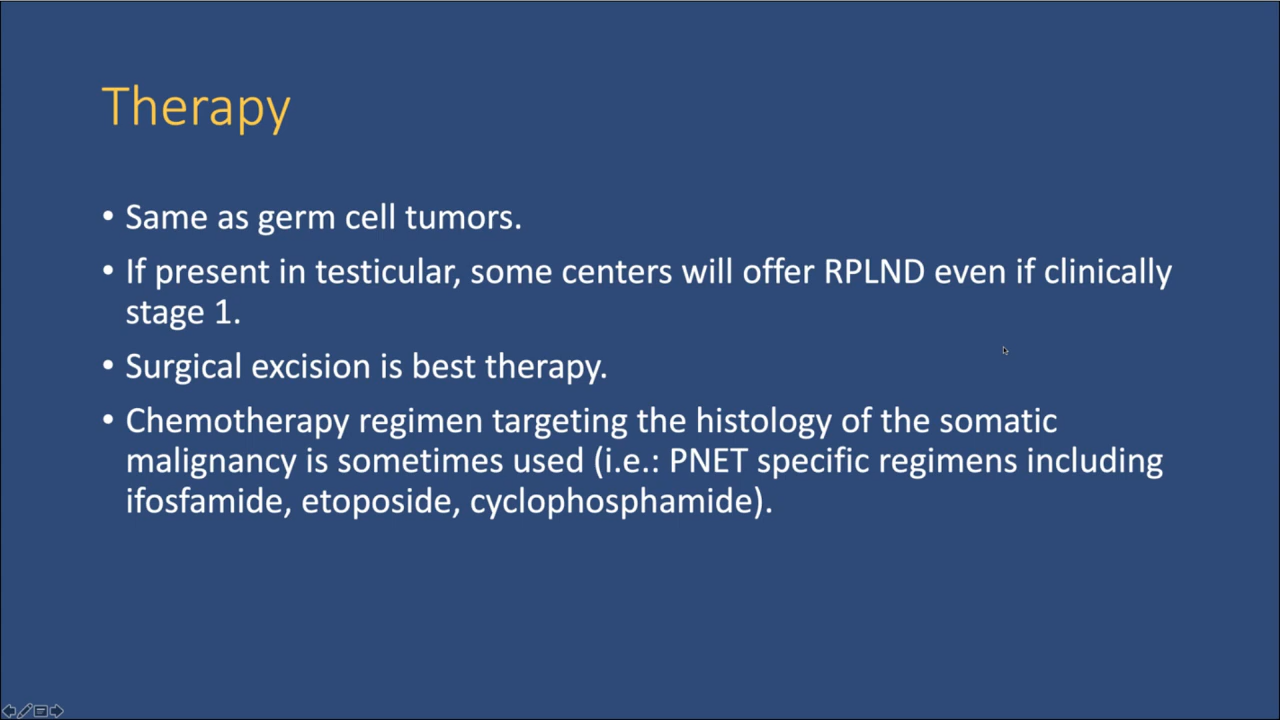 Therapy
• Same as germ cell tumors.
• If present in testicular, some centers will offer RPLND even if clinically
stage 1.
• Surgical excision is best therapy.
• Chemotherapy regimen targeting the histology of the somatic
malignancy is sometimes used (i.e.: PNET specific regimens including
ifosfamide, etoposide, cyclophosphamide).